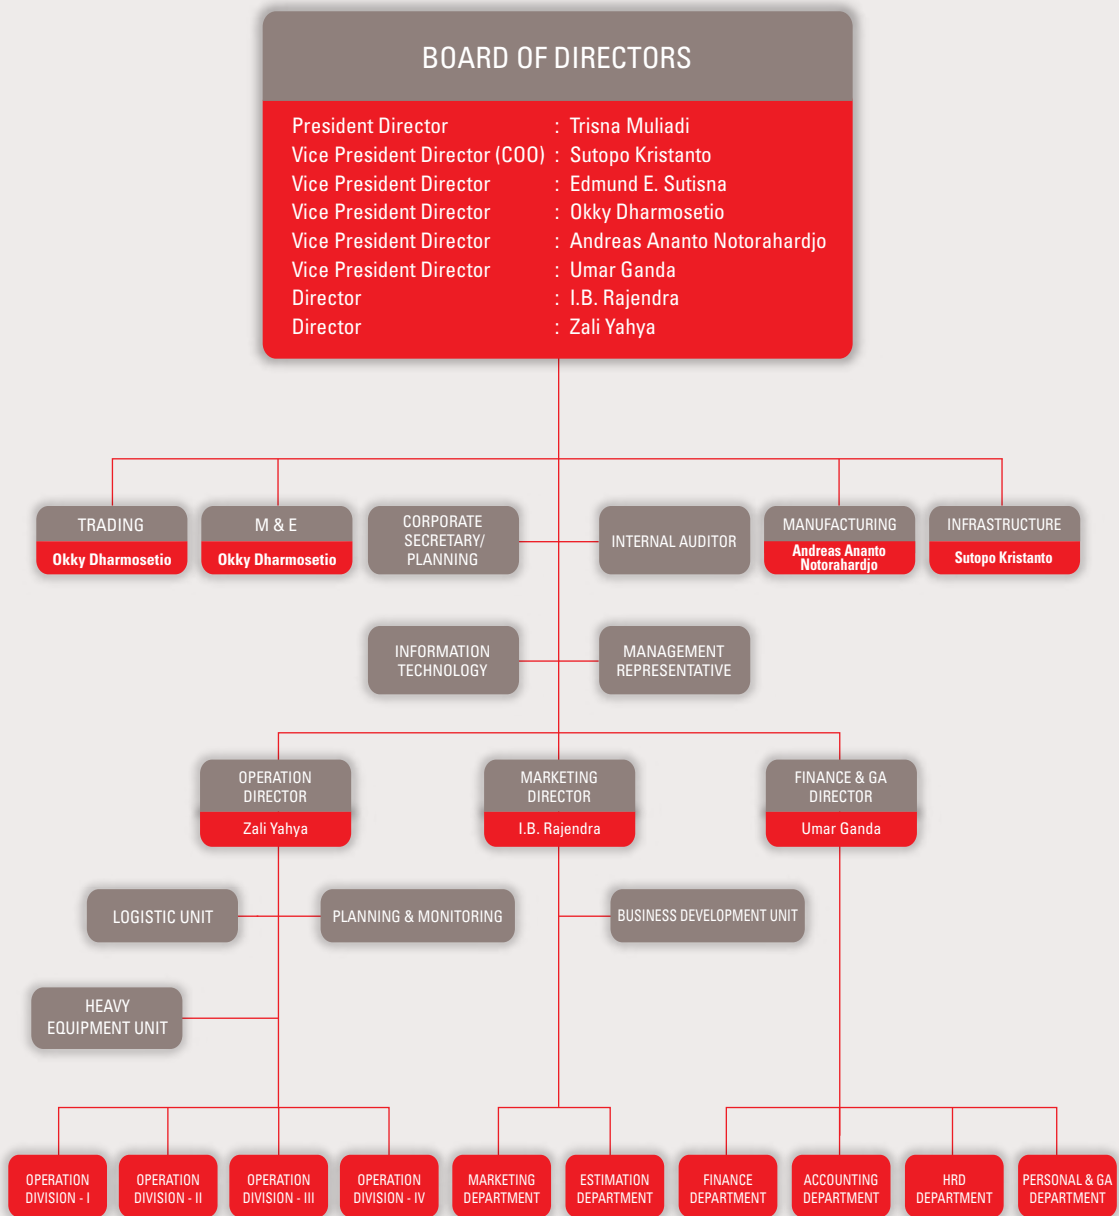 BOARD OF DIRECTORS
President Director : Trisna Muliadi
Vice President Director (COO) : Sutopo Kristanto
Vice President Director : Edmund E. Sutisna
Vice President Director : Okky Dharmosetio
Vice President Director : Andreas Ananto Notorahardjo
Vice President Director : Umar Ganda
Director : I.B. Rajendra
Director : Zali Yahya
TRADING
Okky Dharmosetio
M & E
Okky Dharmosetio
CORPORATE
SECRETARY/
PLANNING
INTERNAL AUDITOR
MANUFACTURING
Andreas Ananto
Notorahardjo
INFRASTRUCTURE
Sutopo Kristanto
INFORMATION
TECHNOLOGY
MANAGEMENT
REPRESENTATIVE
OPERATION
DIRECTOR
Zali Yahya
MARKETING
DIRECTOR
I.B. Rajendra
FINANCE & GA
DIRECTOR
Umar Ganda
LOGISTIC UNIT
PLANNING & MONITORING
BUSINESS DEVELOPMENT UNIT
HEAVY
EQUIPMENT UNIT
OPERATION
DIVISION - I
OPERATION
DIVISION - II
OPERATION
DIVISION - III
OPERATION
DIVISION - IV
MARKETING
DEPARTMENT
ESTIMATION
DEPARTMENT
FINANCE
DEPARTMENT
ACCOUNTING
DEPARTMENT
HRD
DEPARTMENT
PERSONAL & GA
DEPARTMENT